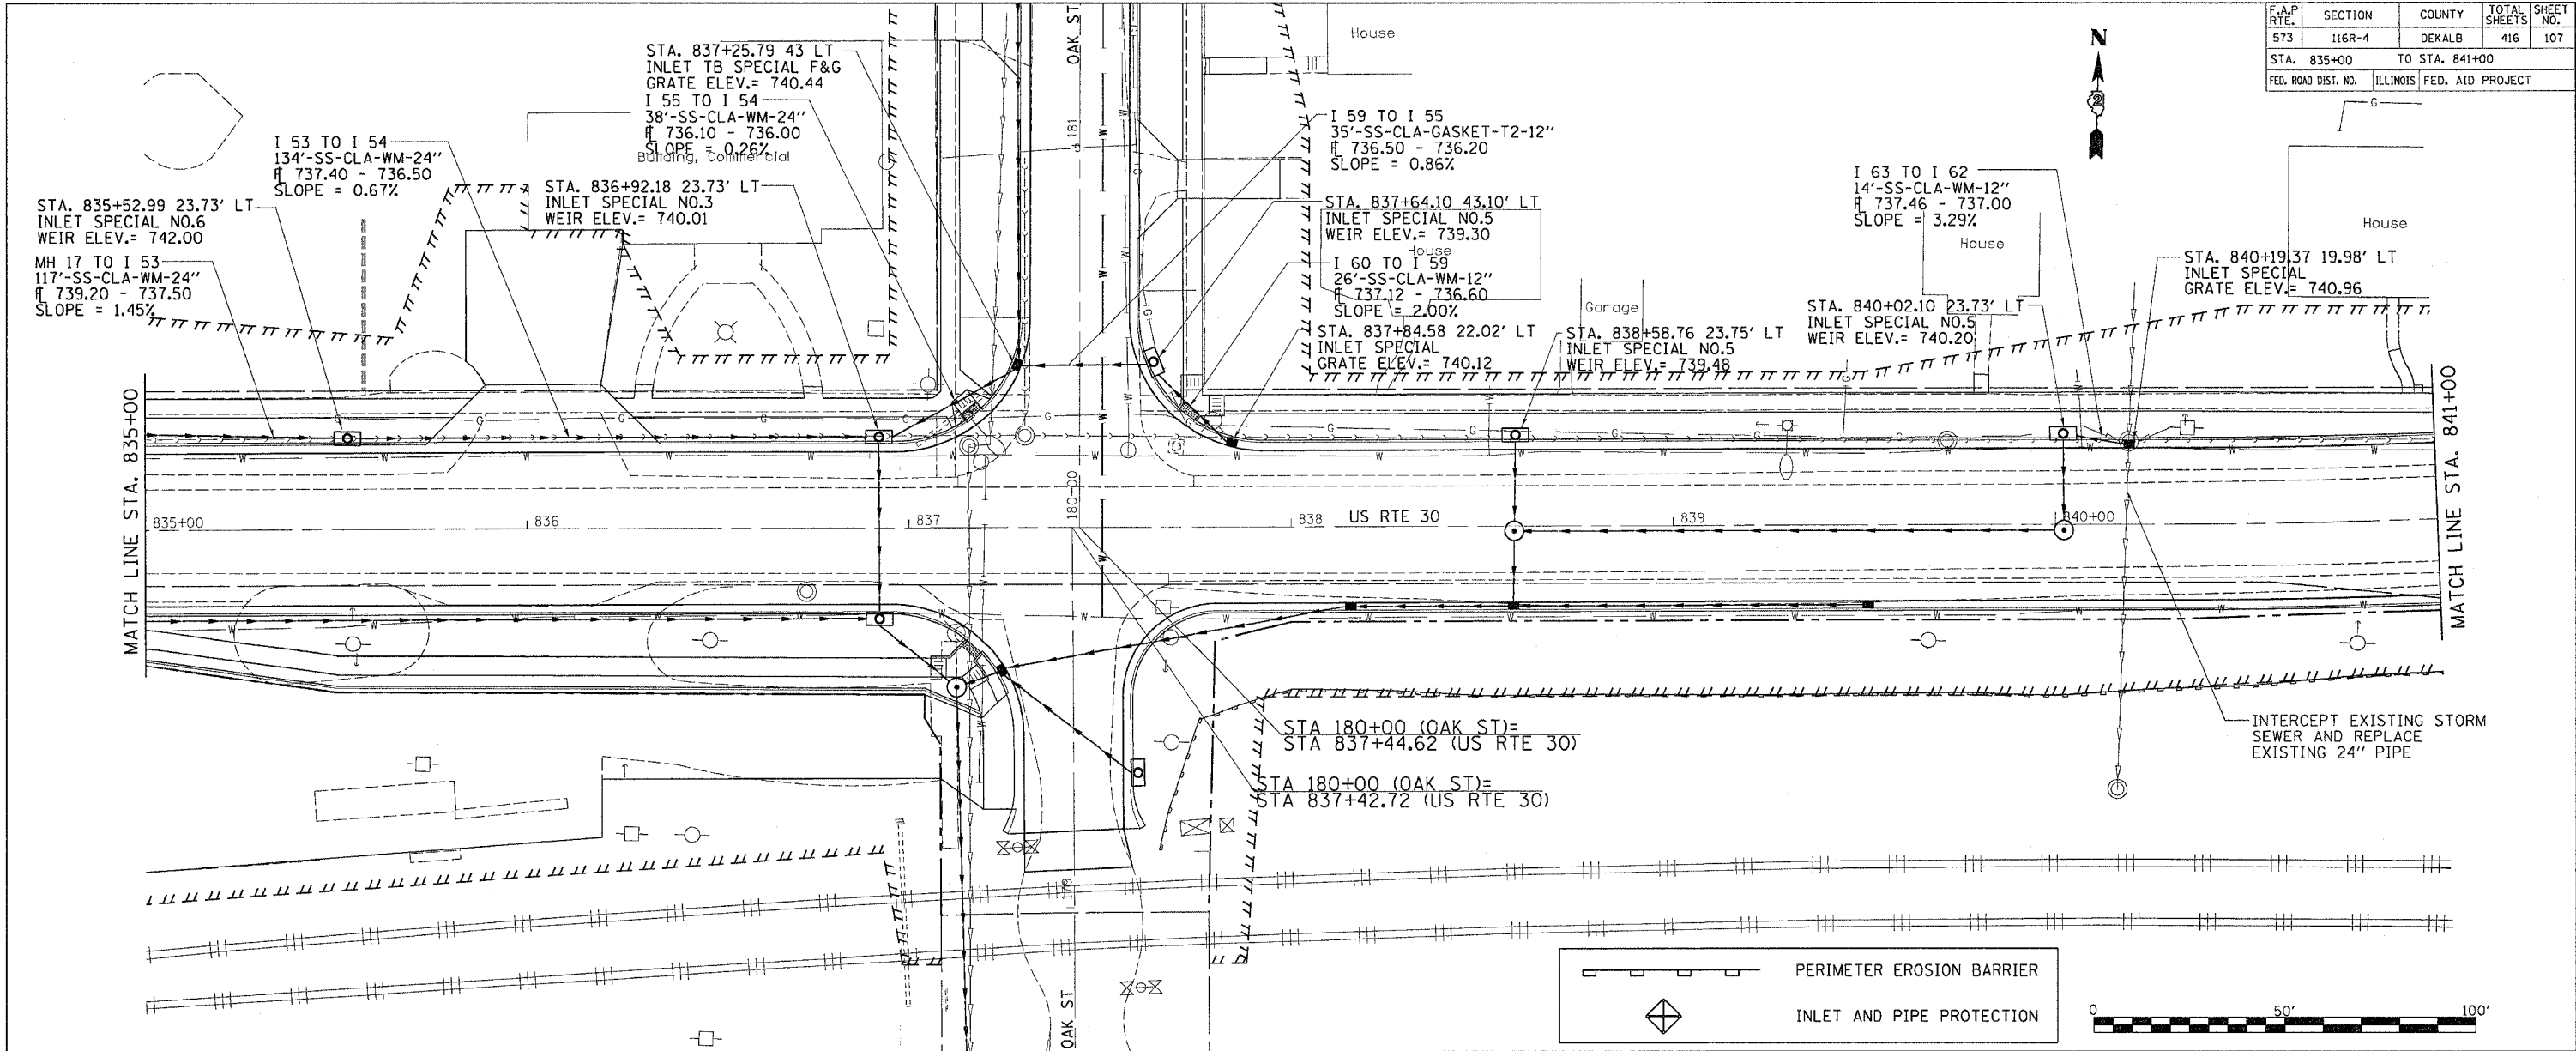 F.A.P RTE. SECTION COUNTY TOTAL SHEETS SHEET NO.
573 116R-4 DEKALB 416 107
STA. 835+00 TO STA. 841+00
FED. ROAD DIST. NO. ILLINOIS FED. AID PROJECT
N
2
OAK ST
House
STA. 837+25.79 43 LT
INLET TB SPECIAL F&G
GRATE ELEV.= 740.44
I 55 TO I 54
38'-SS-CLA-WM-24"
FL 736.10 - 736.00
SLOPE = 0.26%
Building, Commercial
I 53 TO I 54
134'-SS-CLA-WM-24"
FL 737.40 - 736.50
SLOPE = 0.67%
STA. 836+92.18 23.73' LT
INLET SPECIAL NO.3
WEIR ELEV.= 740.01
STA. 835+52.99 23.73' LT
INLET SPECIAL NO.6
WEIR ELEV.= 742.00
MH 17 TO I 53
117'-SS-CLA-WM-24"
FL 739.20 - 737.50
SLOPE = 1.45%
181
I 59 TO I 55
35'-SS-CLA-GASKET-T2-12"
FL 736.50 - 736.20
SLOPE = 0.86%
STA. 837+64.10 43.10' LT
INLET SPECIAL NO.5
WEIR ELEV.= 739.30
House
I 60 TO I 59
26'-SS-CLA-WM-12"
FL 737.12 - 736.60
SLOPE = 2.00%
STA. 837+84.58 22.02' LT
INLET SPECIAL
GRATE ELEV.= 740.12
Garage
STA. 838+58.76 23.75' LT
INLET SPECIAL NO.5
WEIR ELEV.= 739.48
I 63 TO I 62
14'-SS-CLA-WM-12"
FL 737.46 - 737.00
SLOPE = 3.29%
House
House
STA. 840+02.10 23.73' LT
INLET SPECIAL NO.5
WEIR ELEV.= 740.20
STA. 840+19.37 19.98' LT
INLET SPECIAL
GRATE ELEV.= 740.96
MATCH LINE STA. 835+00
MATCH LINE STA. 841+00
835+00
836
837
180+00
838
US RTE 30
839
840+00
STA 180+00 (OAK ST)=
STA 837+44.62 (US RTE 30)
STA 180+00 (OAK ST)=
STA 837+42.72 (US RTE 30)
INTERCEPT EXISTING STORM
SEWER AND REPLACE
EXISTING 24" PIPE
179
OAK ST
PERIMETER EROSION BARRIER
INLET AND PIPE PROTECTION
0 50' 100'